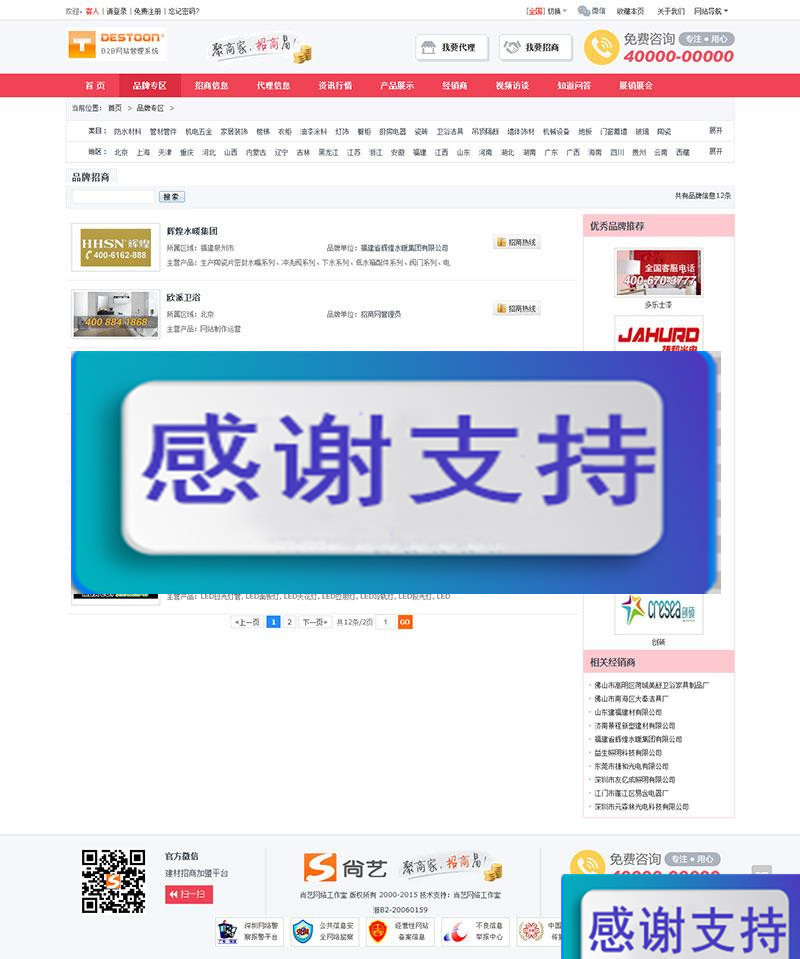 欢迎，客人 | 请登录 | 免费注册 | 忘记密码?
[全国] 切换 微信 收藏本页 关于我们 网站导航
DESTOON
B2B网站管理系统
聚商家，招商易!
我要代理
我要招商
免费咨询 专注 • 用心
40000-00000
首 页 品牌专区 招商信息 代理信息 资讯行情 产品展示 经销商 视频访谈 知道问答 展销展会
当前位置: 首页 > 品牌专区 >
类目: 防水材料 管材管件 机电五金 家居装饰 楼梯 衣柜 油漆涂料 灯饰 橱柜 厨房电器 瓷砖 卫浴洁具 吊顶隔断 墙体饰材 机械设备 地板 门窗幕墙 玻璃 陶瓷 展开
地区: 北京 上海 天津 重庆 河北 山西 内蒙古 辽宁 吉林 黑龙江 江苏 浙江 安徽 福建 江西 山东 河南 湖北 湖南 广东 广西 海南 四川 贵州 云南 西藏 展开
品牌招商
搜 索
共有品牌信息12条
HHSN 辉煌
400-6162-888
辉煌水暖集团
所属区域: 福建泉州市
品牌单位: 福建省辉煌水暖集团有限公司
主营产品: 生产陶瓷片密封水嘴系列、冲洗阀系列、下水系列、低水箱配件系列、阀门系列、电
招商热线
400 884 1868
欧派卫浴
所属区域: 北京
品牌单位: 招商网管理员
主营产品: 网站制作运营
招商热线
优秀品牌推荐
全国客服电话
400-670-3777
多乐士漆
JAHURD
感谢支持
主营产品: LED日光灯管, LED面板灯, LED天花灯, LED豆胆灯, LED导轨灯, LED投光灯, LED
«上一页 1 2 下一页» 共12条/2页 1 GO
cresea 创硕
创硕
相关经销商
佛山市高明区荷城美舒卫浴家具制品厂
佛山市南海区大泰洁具厂
山东建福建材有限公司
济南景程新型建材有限公司
福建省辉煌水暖集团有限公司
益生照明科技有限公司
东莞市捷和光电有限公司
深圳市友亿成照明有限公司
江门市蓬江区易金电器厂
深圳市元森林光电科技有限公司
官方微信
建材招商加盟平台
扫一扫
尚艺
聚商家，招商易!
尚艺网络工作室 版权所有 2000-2015 技术支持: 尚艺网络工作室
浙B2-20060159
免费咨询 专注 • 用心
深圳网络警察报警平台
公共信息安全网络监察
经营性网站备案信息
不良信息举报中心
中国
感谢支持